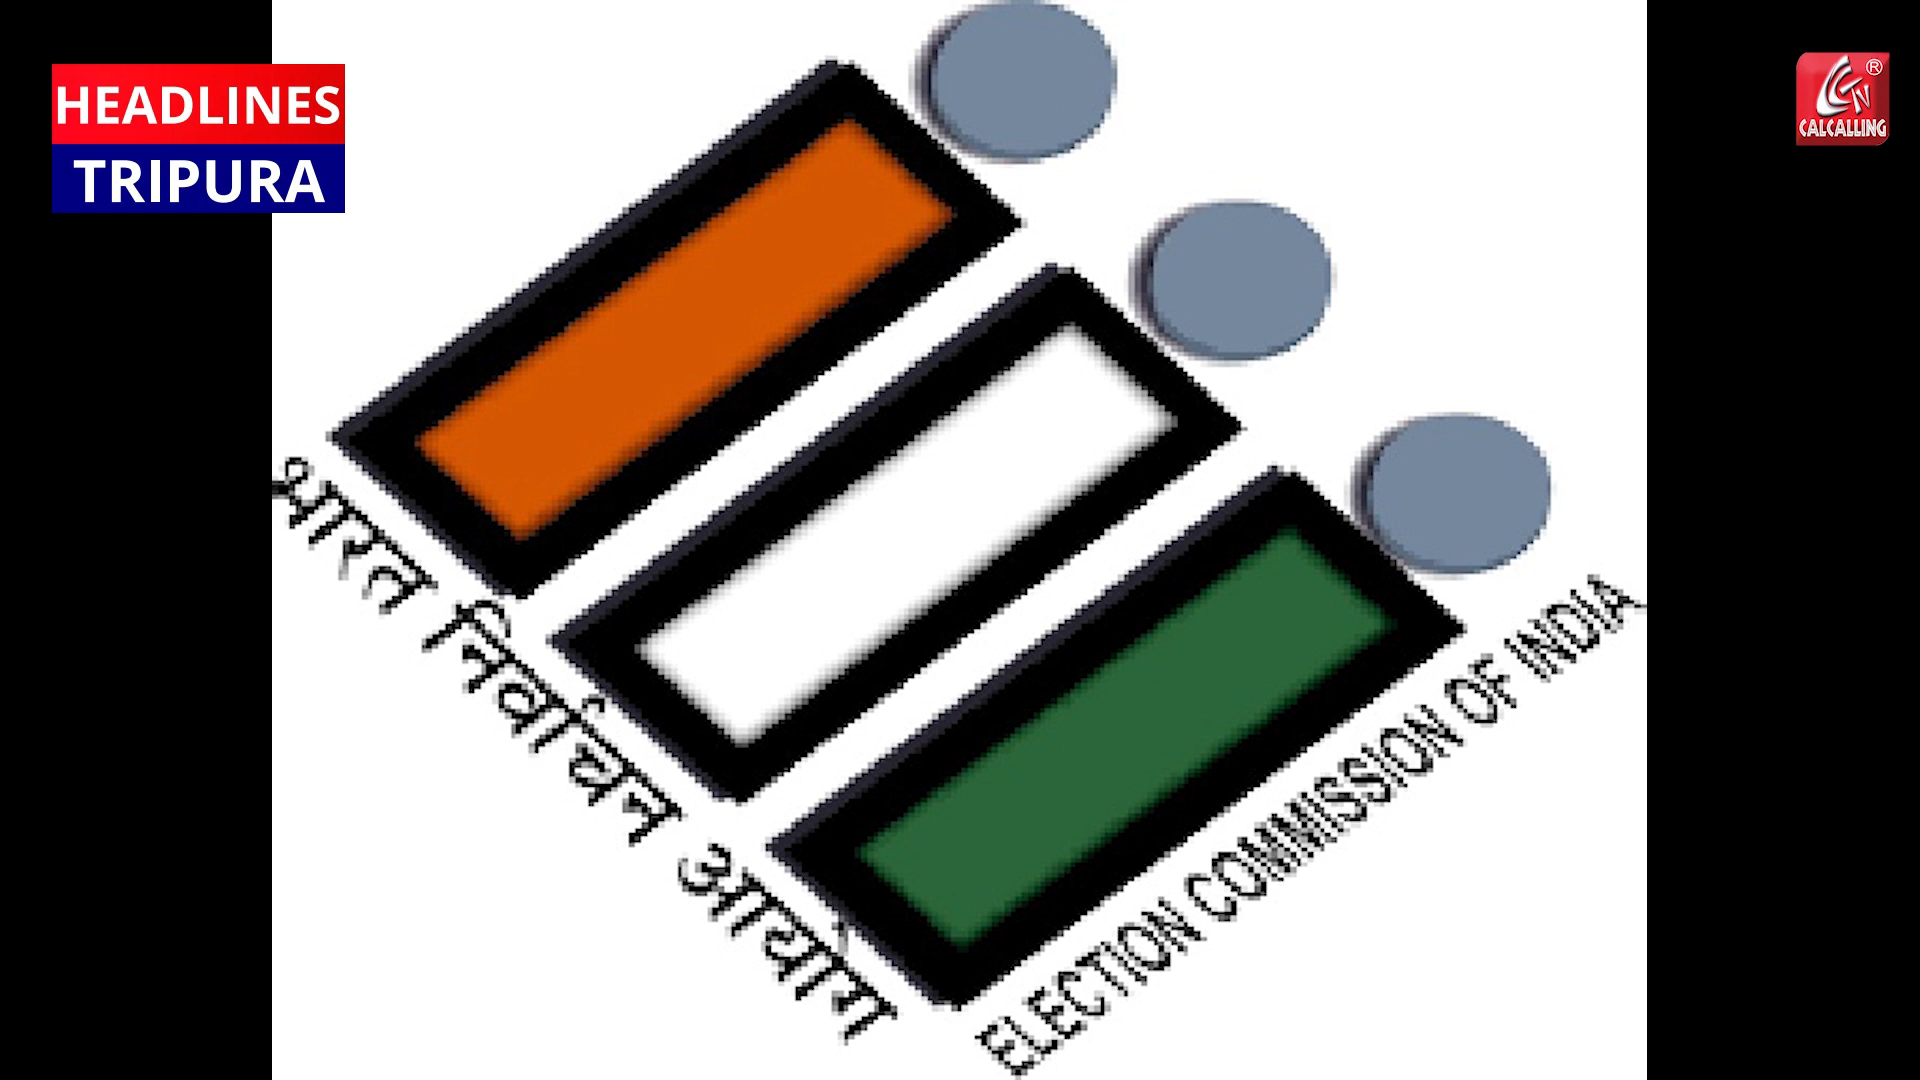 HEADLINES
TRIPURA
CALCALLING
भारत निर्वाचन आयोग
ELECTION COMMISSION OF INDIA